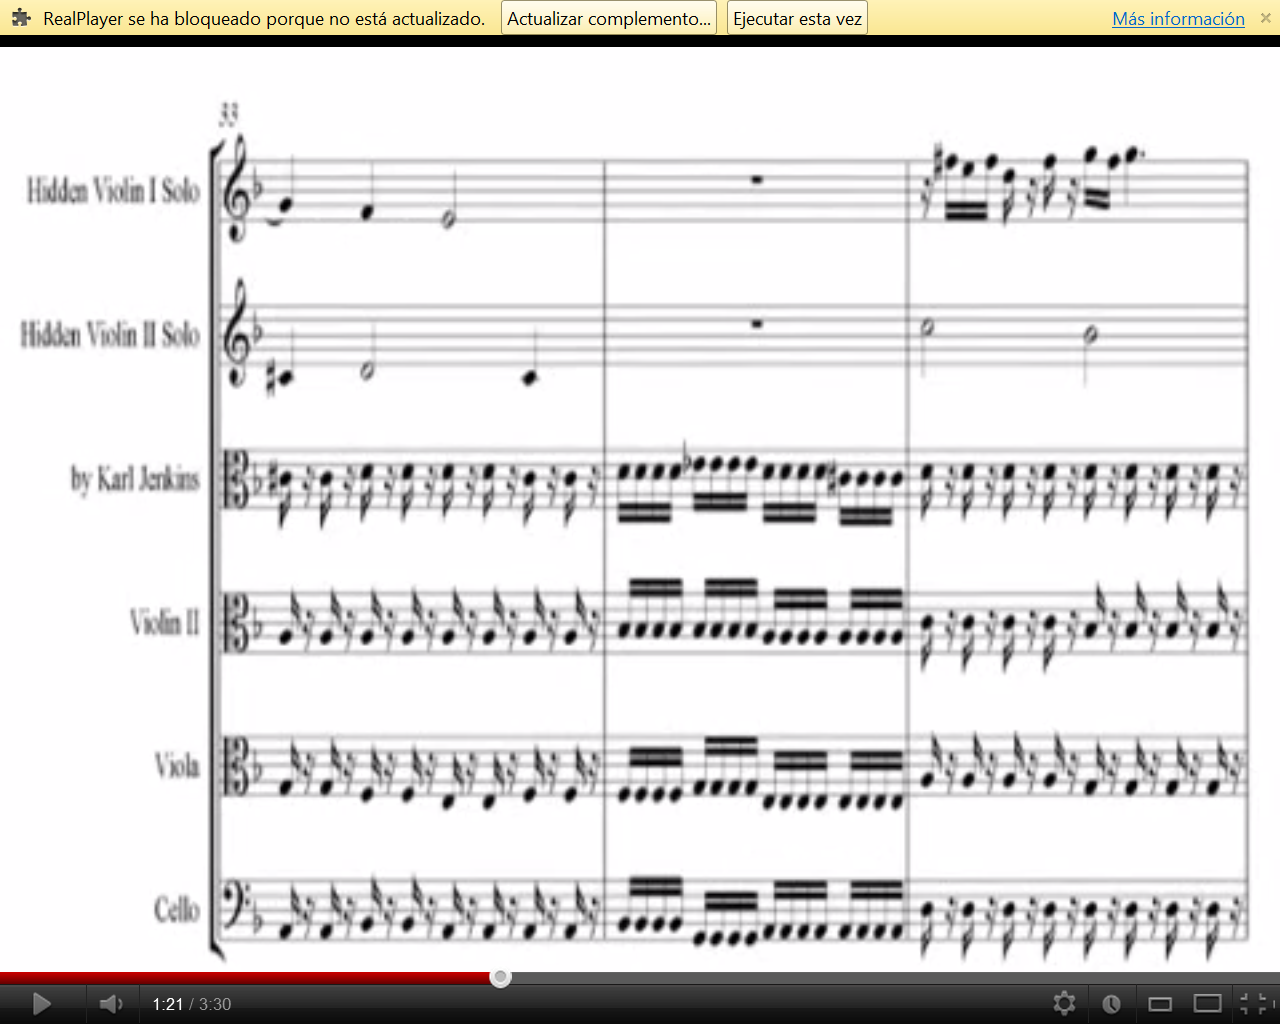 RealPlayer se ha bloqueado porque no está actualizado. Actualizar complemento... Ejecutar esta vez Más información
33
Hidden Violin I Solo
Hidden Violin II Solo
by Karl Jenkins
Violin II
Viola
Cello
1:21 / 3:30